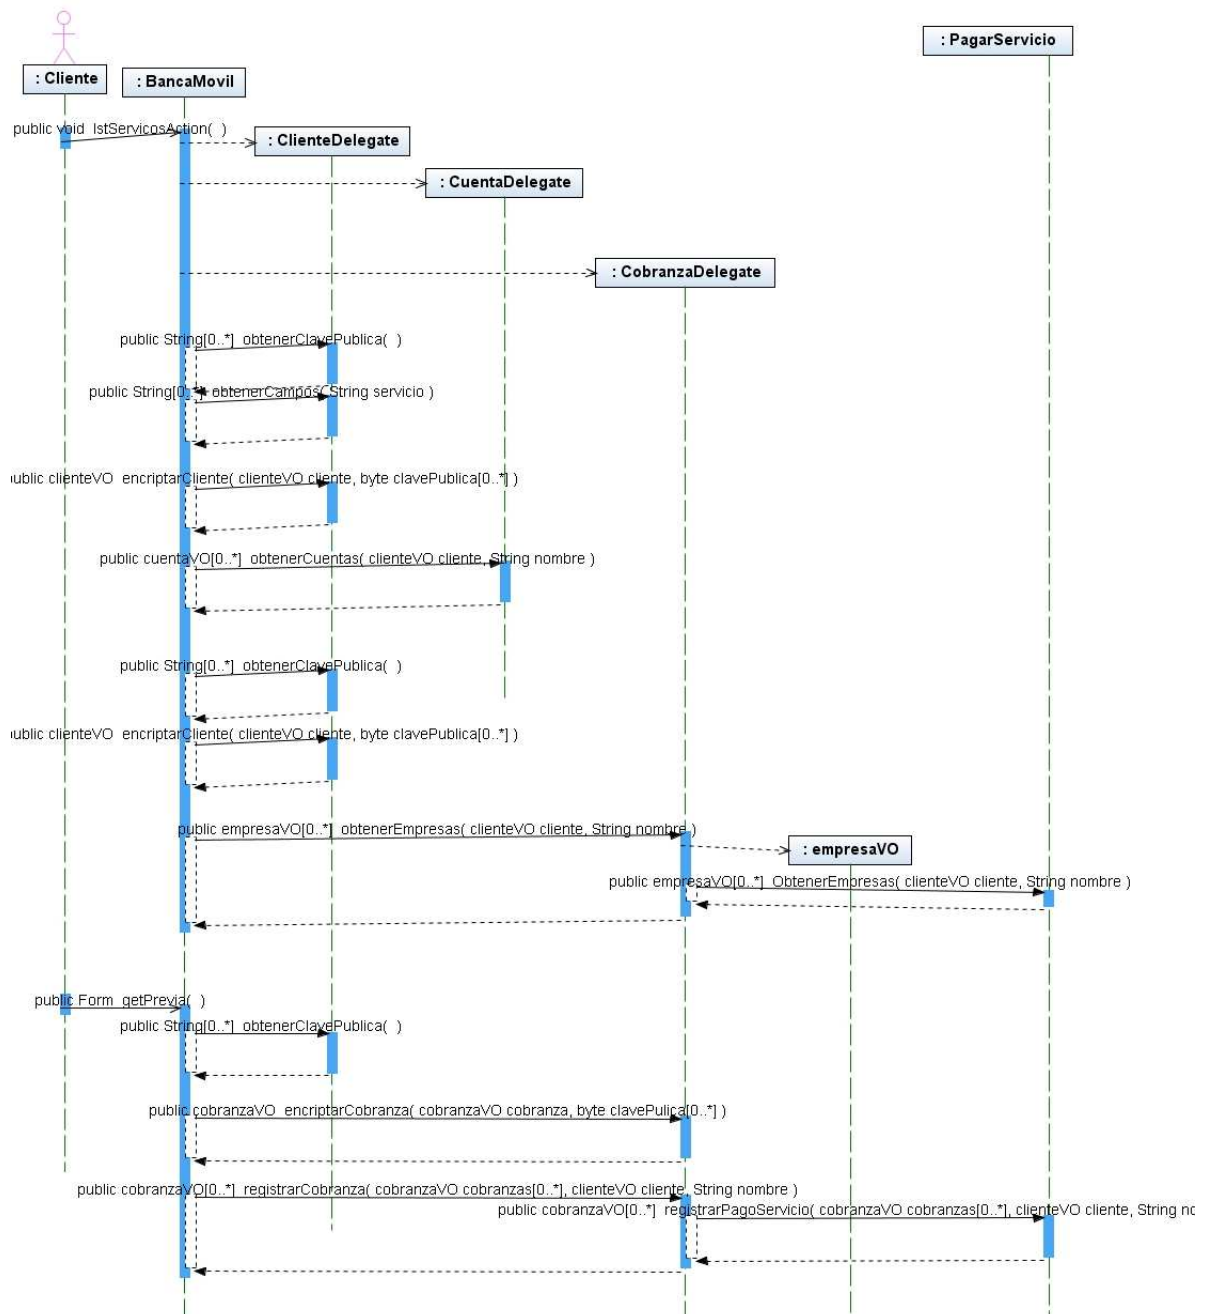 : PagarServicio
: Cliente
: BancaMovil
public void lstServicosAction( )
: ClienteDelegate
: CuentaDelegate
: CobranzaDelegate
public String[0..*] obtenerClavePublica( )
public String[0..*] obtenerCampos( String servicio )
ublic clienteVO encriptarCliente( clienteVO cliente, byte clavePublica[0..*] )
public cuentaVO[0..*] obtenerCuentas( clienteVO cliente, String nombre )
public String[0..*] obtenerClavePublica( )
ublic clienteVO encriptarCliente( clienteVO cliente, byte clavePublica[0..*] )
public empresaVO[0..*] obtenerEmpresas( clienteVO cliente, String nombre )
: empresaVO
public empresaVO[0..*] ObtenerEmpresas( clienteVO cliente, String nombre )
public Form getPrevia( )
public String[0..*] obtenerClavePublica( )
public cobranzaVO encriptarCobranza( cobranzaVO cobranza, byte clavePulica[0..*] )
public cobranzaVO[0..*] registrarCobranza( cobranzaVO cobranzas[0..*], clienteVO cliente, String nombre )
public cobranzaVO[0..*] registrarPagoServicio( cobranzaVO cobranzas[0..*], clienteVO cliente, String no